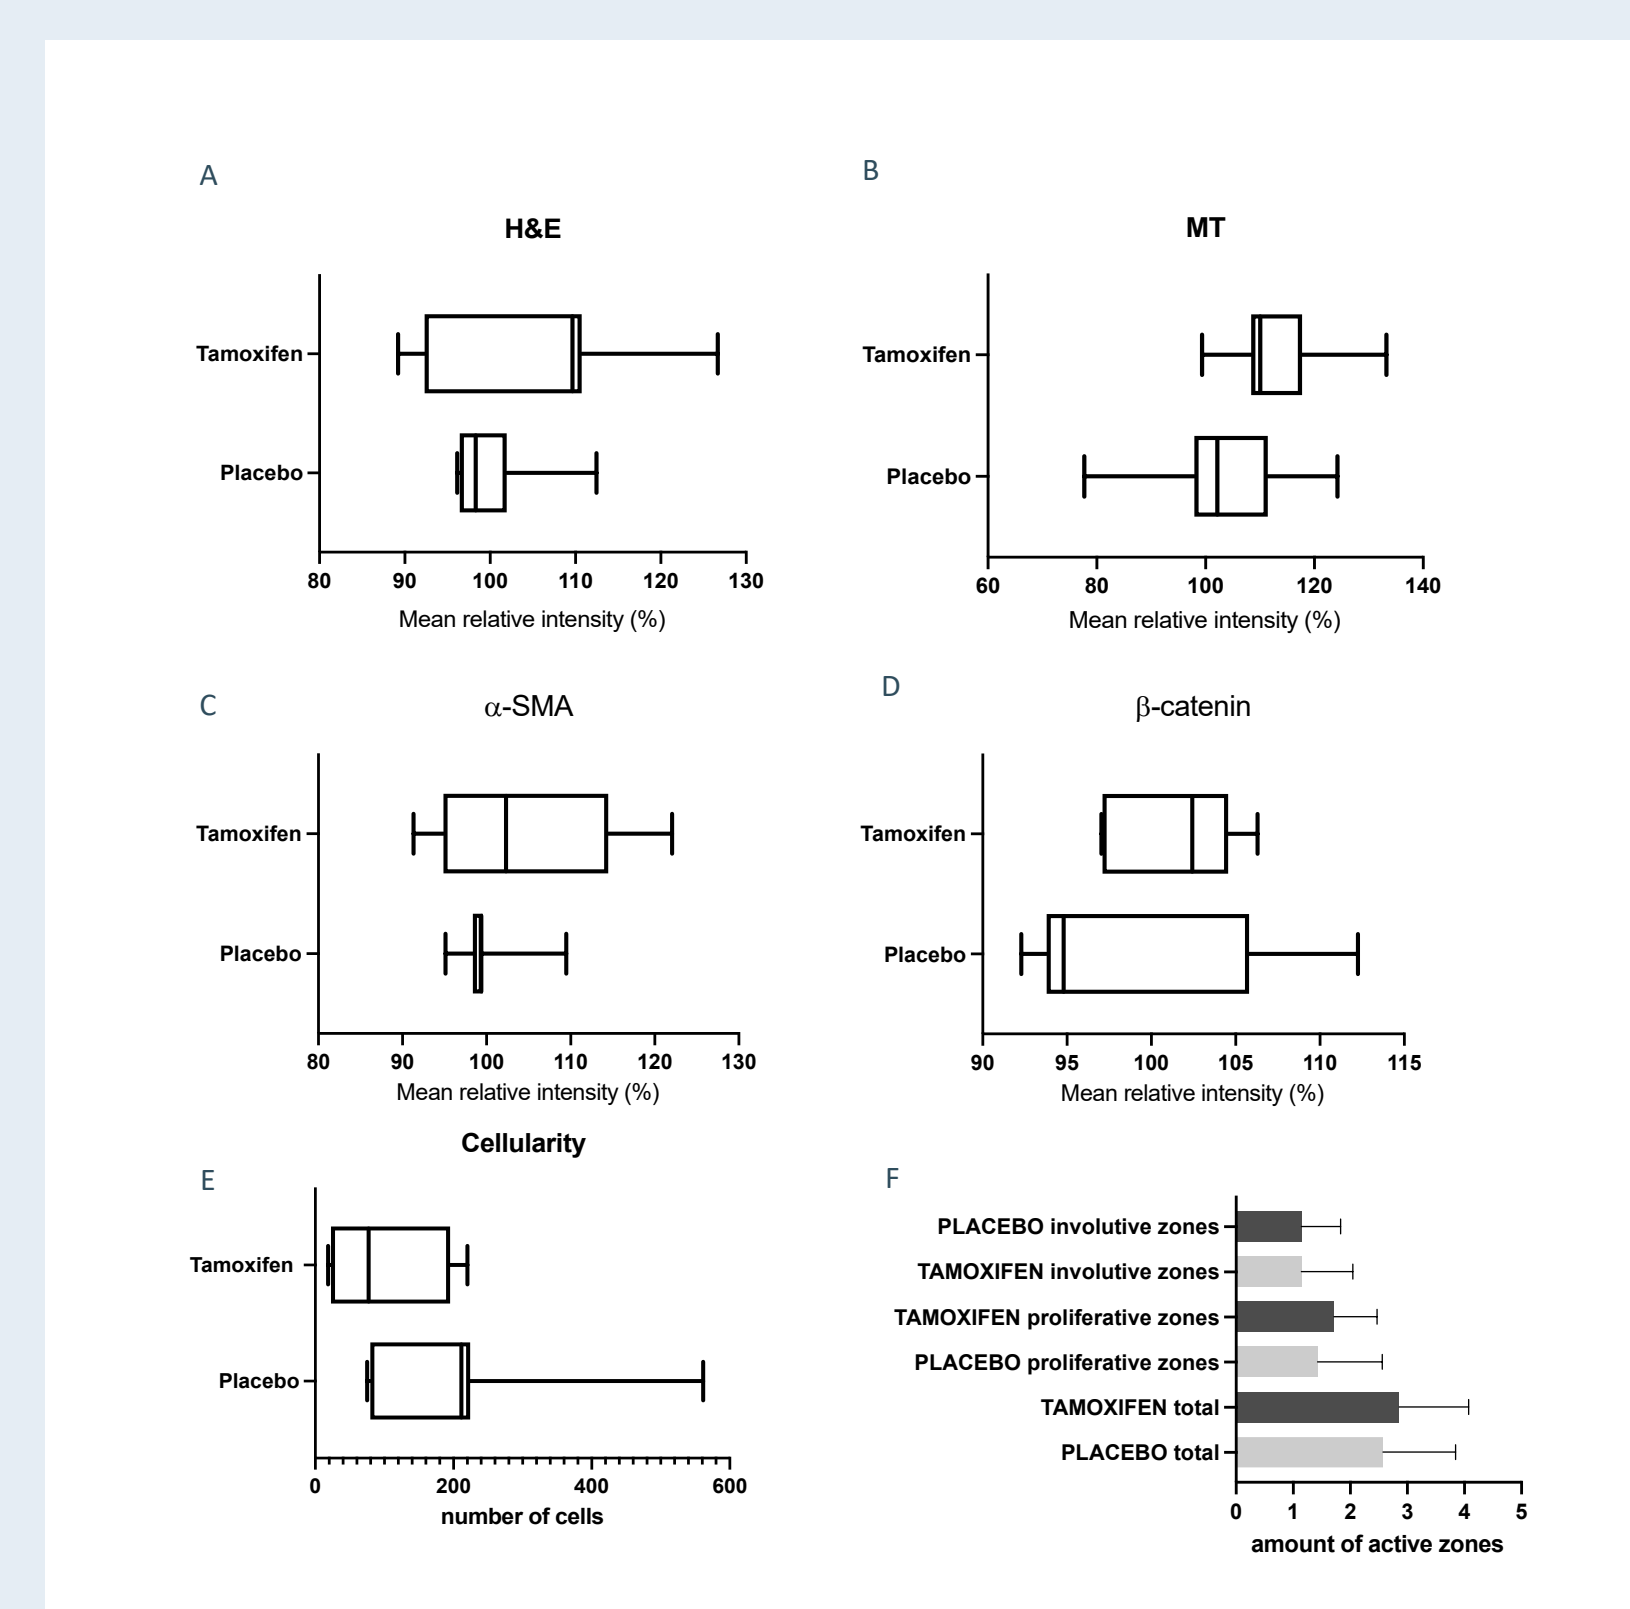 A
B
H&E
MT
Tamoxifen
Placebo
80 90 100 110 120 130
Mean relative intensity (%)
Tamoxifen
Placebo
60 80 100 120 140
Mean relative intensity (%)
C
D
α-SMA
β-catenin
Tamoxifen
Placebo
80 90 100 110 120 130
Mean relative intensity (%)
Tamoxifen
Placebo
90 95 100 105 110 115
Mean relative intensity (%)
Cellularity
E
Tamoxifen
Placebo
0 200 400 600
number of cells
F
PLACEBO involutive zones
TAMOXIFEN involutive zones
TAMOXIFEN proliferative zones
PLACEBO proliferative zones
TAMOXIFEN total
PLACEBO total
0 1 2 3 4 5
amount of active zones